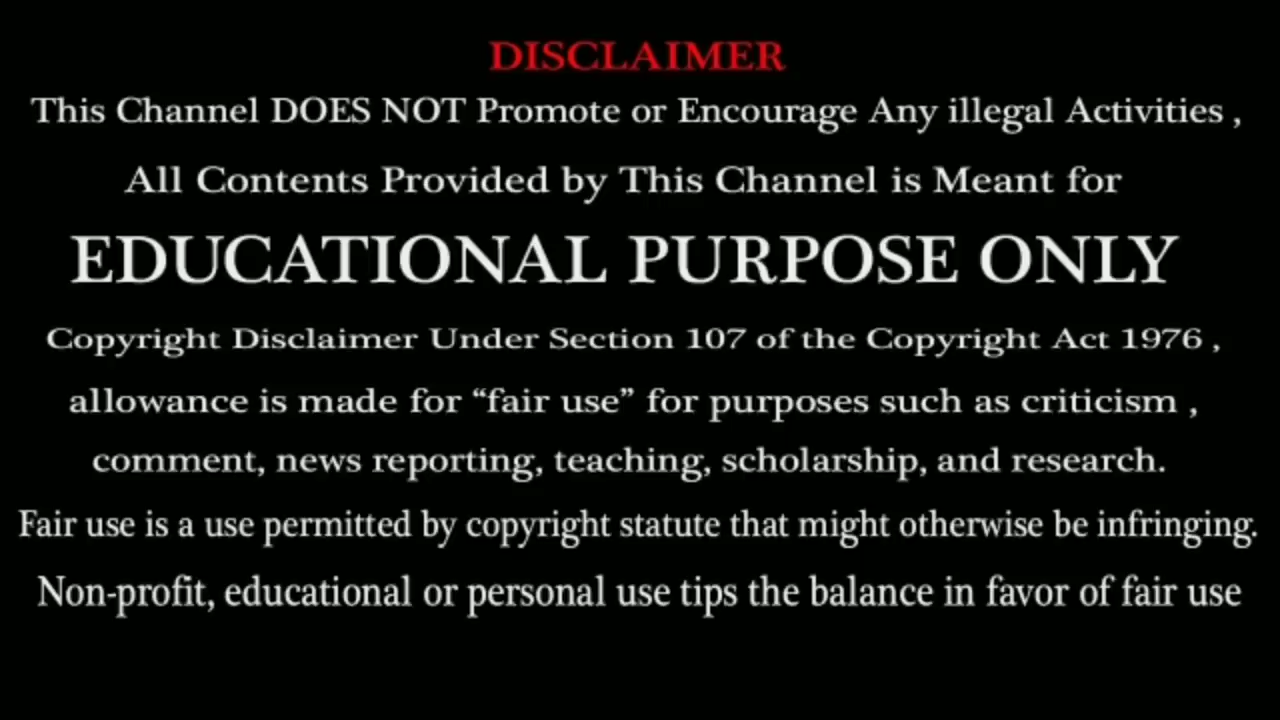 DISCLAIMER
This Channel DOES NOT Promote or Encourage Any illegal Activities ,
All Contents Provided by This Channel is Meant for
EDUCATIONAL PURPOSE ONLY
Copyright Disclaimer Under Section 107 of the Copyright Act 1976 ,
allowance is made for “fair use” for purposes such as criticism ,
comment, news reporting, teaching, scholarship, and research.
Fair use is a use permitted by copyright statute that might otherwise be infringing.
Non-profit, educational or personal use tips the balance in favor of fair use